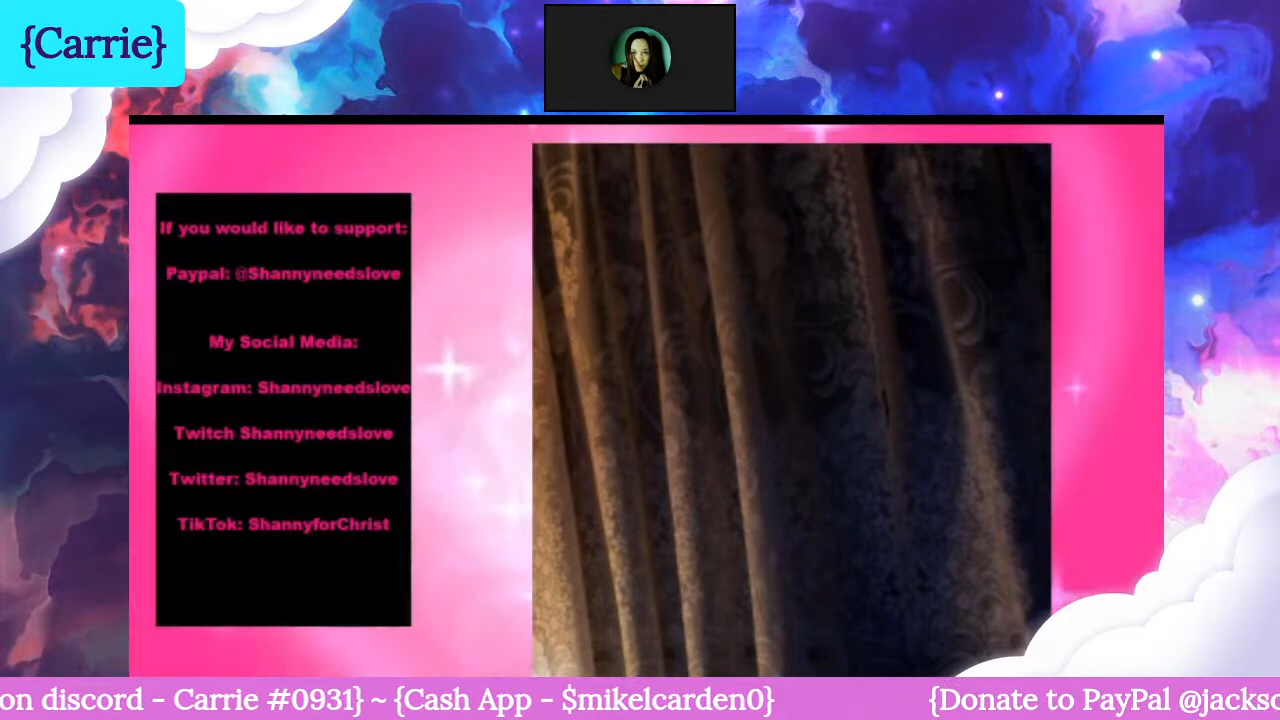 {Carrie}
If you would like to support:
Paypal: @Shannyneedslove
My Social Media:
Instagram: Shannyneedslove
Twitch Shannyneedslove
Twitter: Shannyneedslove
TikTok: ShannyforChrist
on discord - Carrie #0931} ~ {Cash App - $mikelcarden0} {Donate to PayPal @jackso